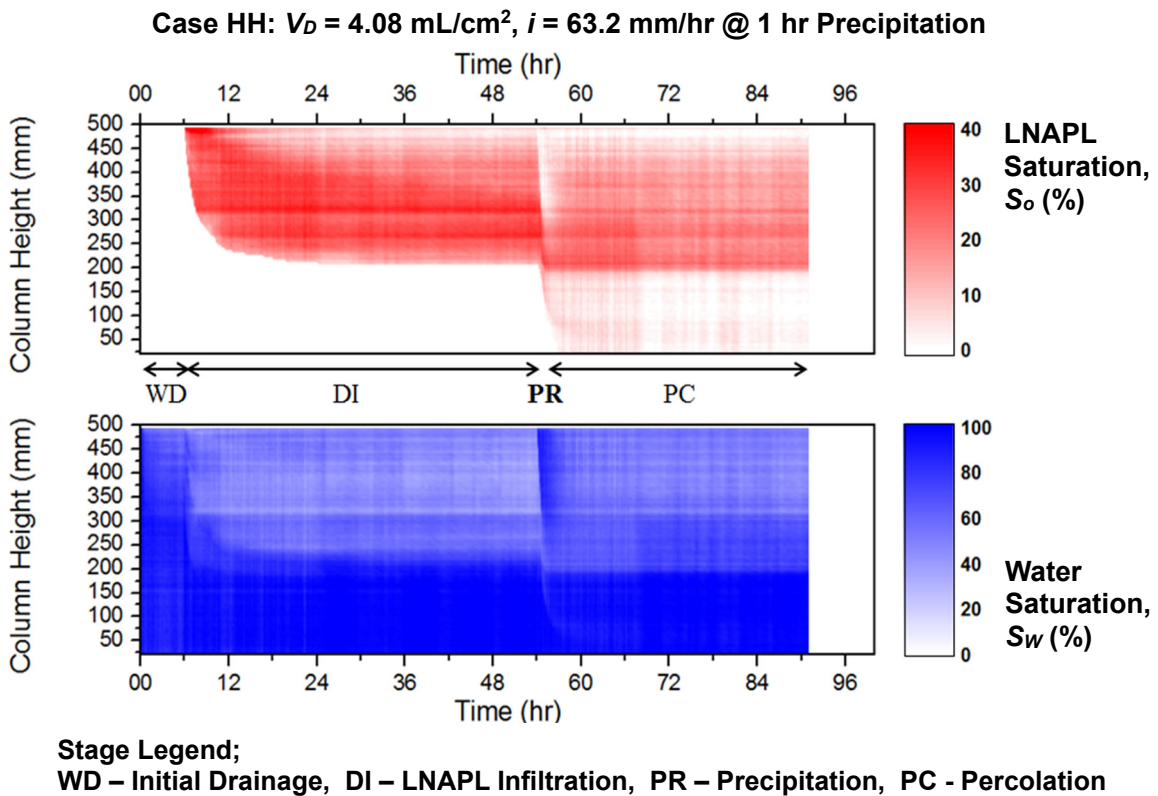 Case HH: VD = 4.08 mL/cm², i = 63.2 mm/hr @ 1 hr Precipitation
Time (hr)
00 12 24 36 48 60 72 84 96
Column Height (mm)
500
450
400
350
300
250
200
150
100
50
40
30
20
10
0
LNAPL
Saturation,
So (%)
WD DI PR PC
Column Height (mm)
500
450
400
350
300
250
200
150
100
50
100
80
60
40
20
0
Water
Saturation,
SW (%)
00 12 24 36 48 60 72 84 96
Time (hr)
Stage Legend;
WD – Initial Drainage, DI – LNAPL Infiltration, PR – Precipitation, PC - Percolation